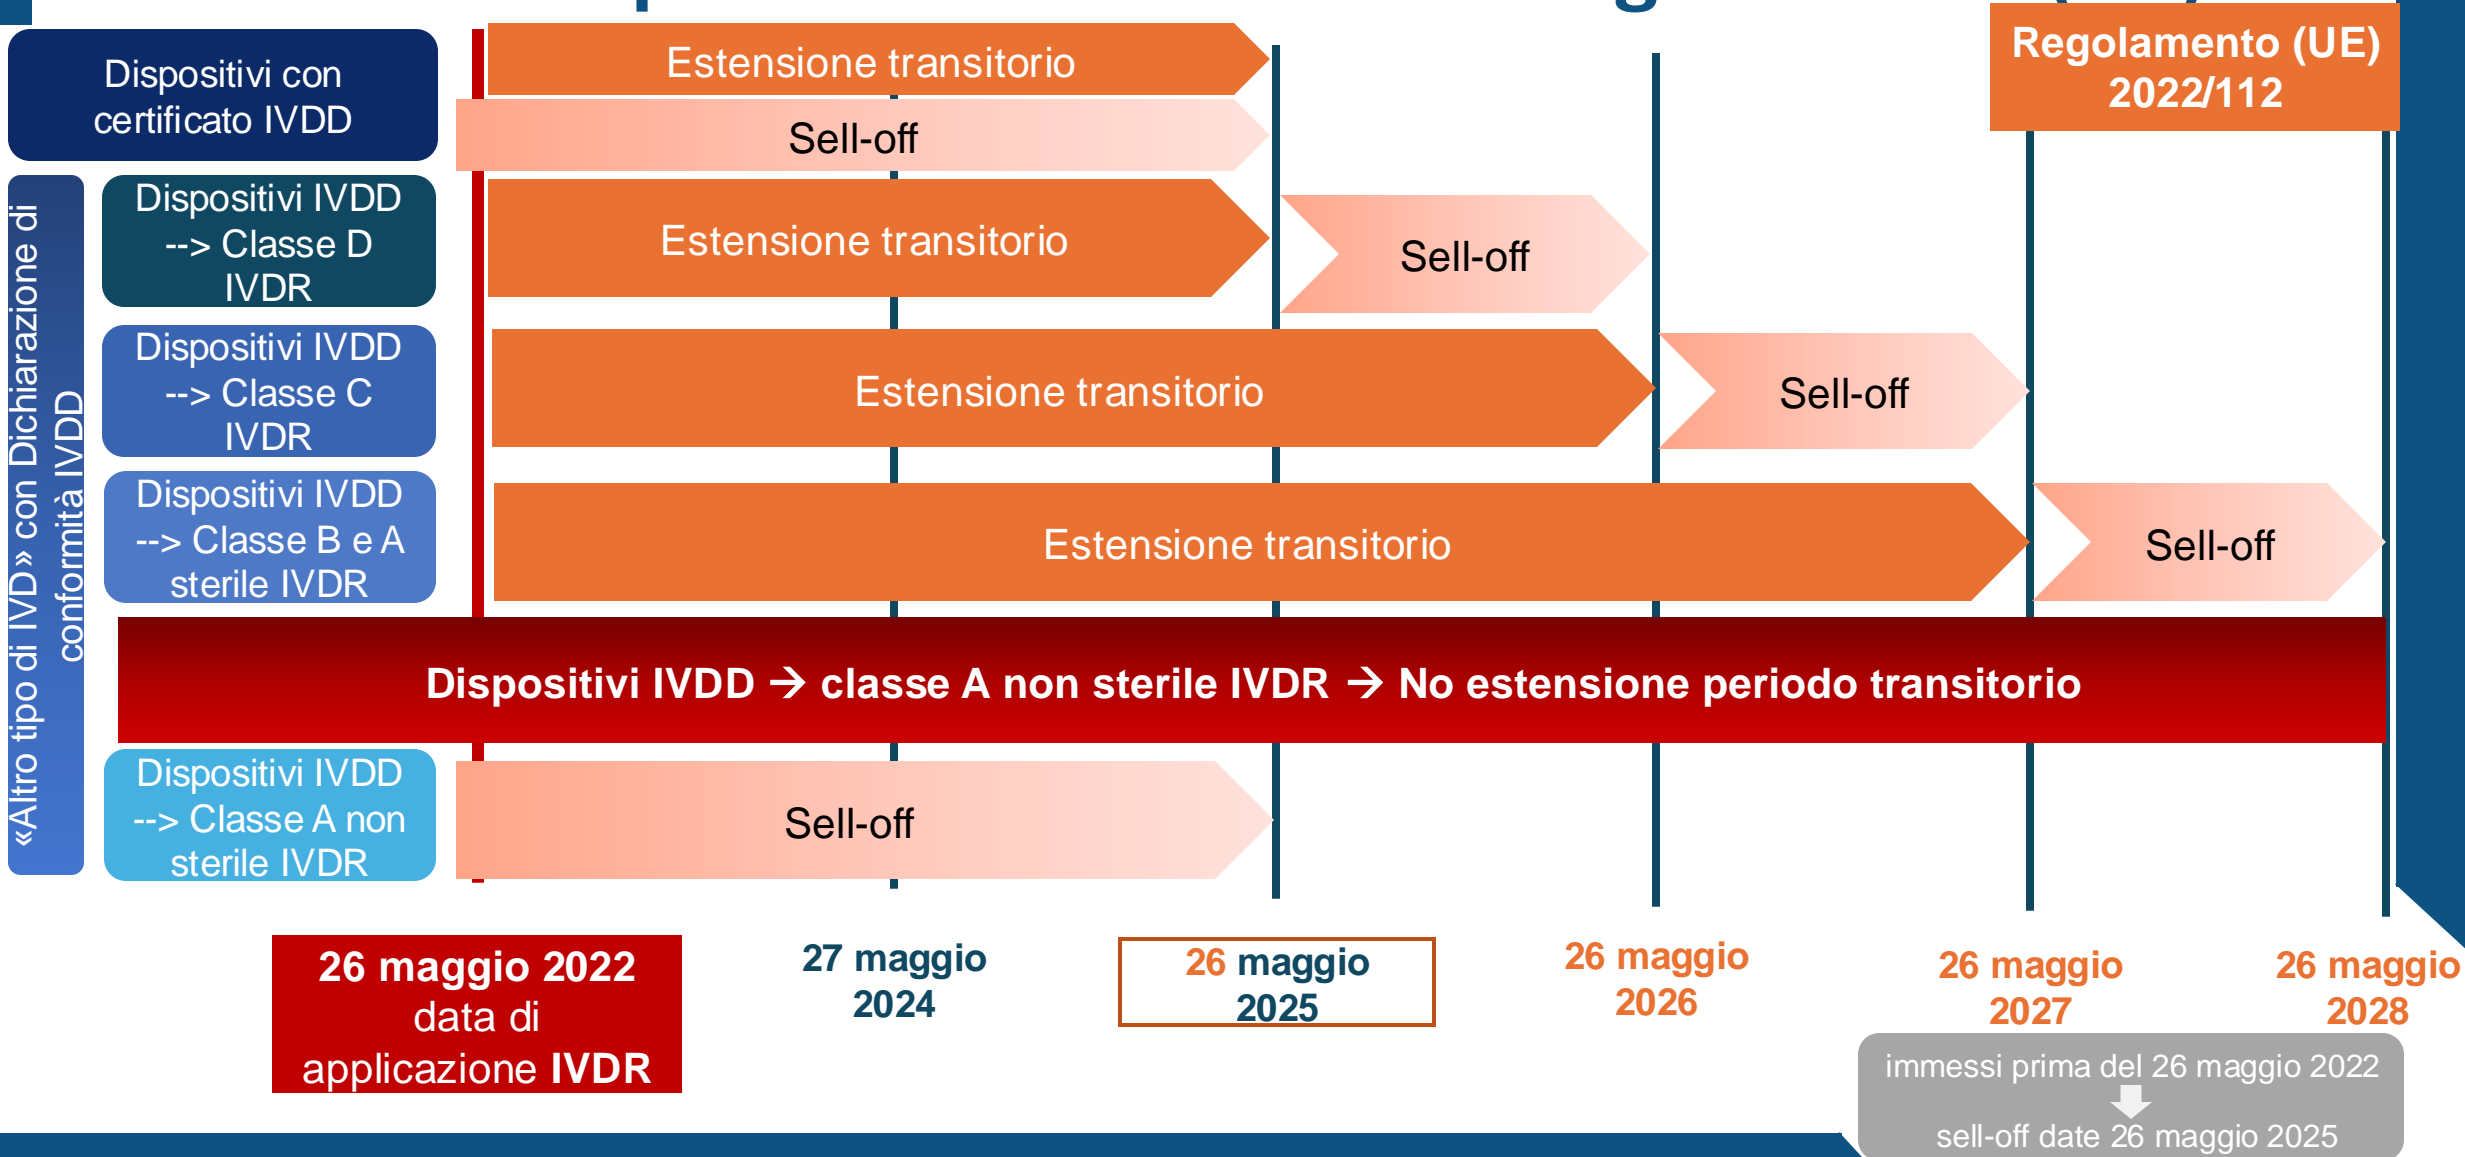 Regolamento (UE)
2022/112
Dispositivi con
certificato IVDD
Estensione transitorio
Sell-off
«Altro tipo di IVD» con Dichiarazione di
conformità IVDD
Dispositivi IVDD
--> Classe D
IVDR
Estensione transitorio
Sell-off
Dispositivi IVDD
--> Classe C
IVDR
Estensione transitorio
Sell-off
Dispositivi IVDD
--> Classe B e A
sterile IVDR
Estensione transitorio
Sell-off
Dispositivi IVDD → classe A non sterile IVDR → No estensione periodo transitorio
Dispositivi IVDD
--> Classe A non
sterile IVDR
Sell-off
26 maggio 2022
data di
applicazione IVDR
27 maggio
2024
26 maggio
2025
26 maggio
2026
26 maggio
2027
26 maggio
2028
immessi prima del 26 maggio 2022
sell-off date 26 maggio 2025